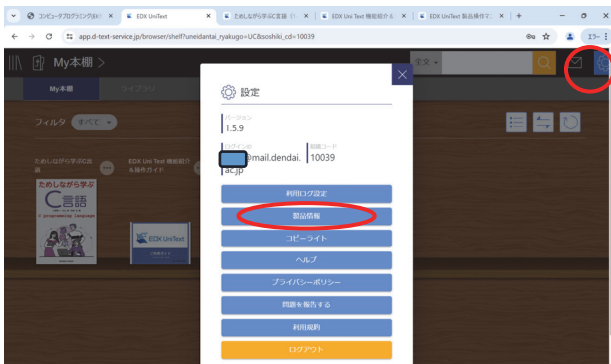 コンピュータプログラミング(EK)
EDX UniText
ためしながら学ぶC言語
EDX Uni Text 機能紹介&
EDX UniText 製品操作マニ
app.d-text-service.jp/browser/shell?uneidantai_ryakugo=UC&soshiki_cd=10039
My本棚 >
全文
My本棚
ライブラリ
設定
フィルタ すべて
バージョン
1.5.9
ログインID
組織コード
@mail.dendai.
ac.jp
10039
ためしながら学ぶC言語
EDX Uni Text 機能紹介
&操作ガイド
ためしながら学ぶ
C言語
C programming language
EDX UniText
利用ログ設定
製品情報
コピーライト
ヘルプ
プライバシーポリシー
問題を報告する
利用規約
ログアウト